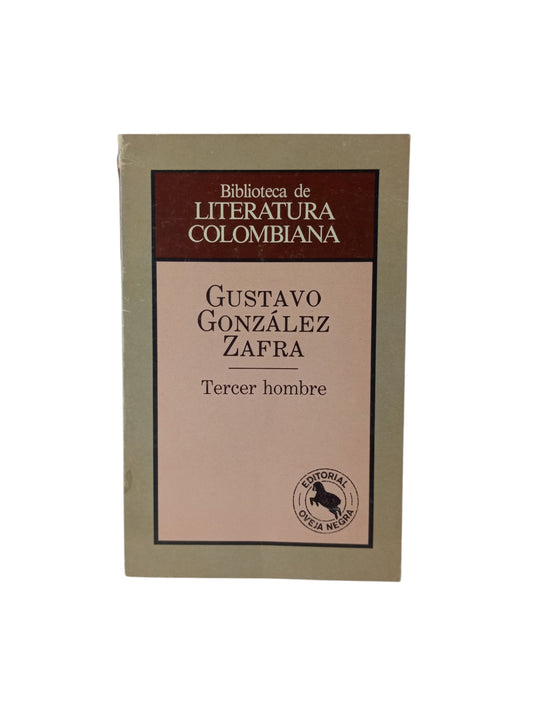 Biblioteca de
LITERATURA
COLOMBIANA
GUSTAVO
GONZÁLEZ
ZAFRA
Tercer hombre
EDITORIAL
OVEJA NEGRA